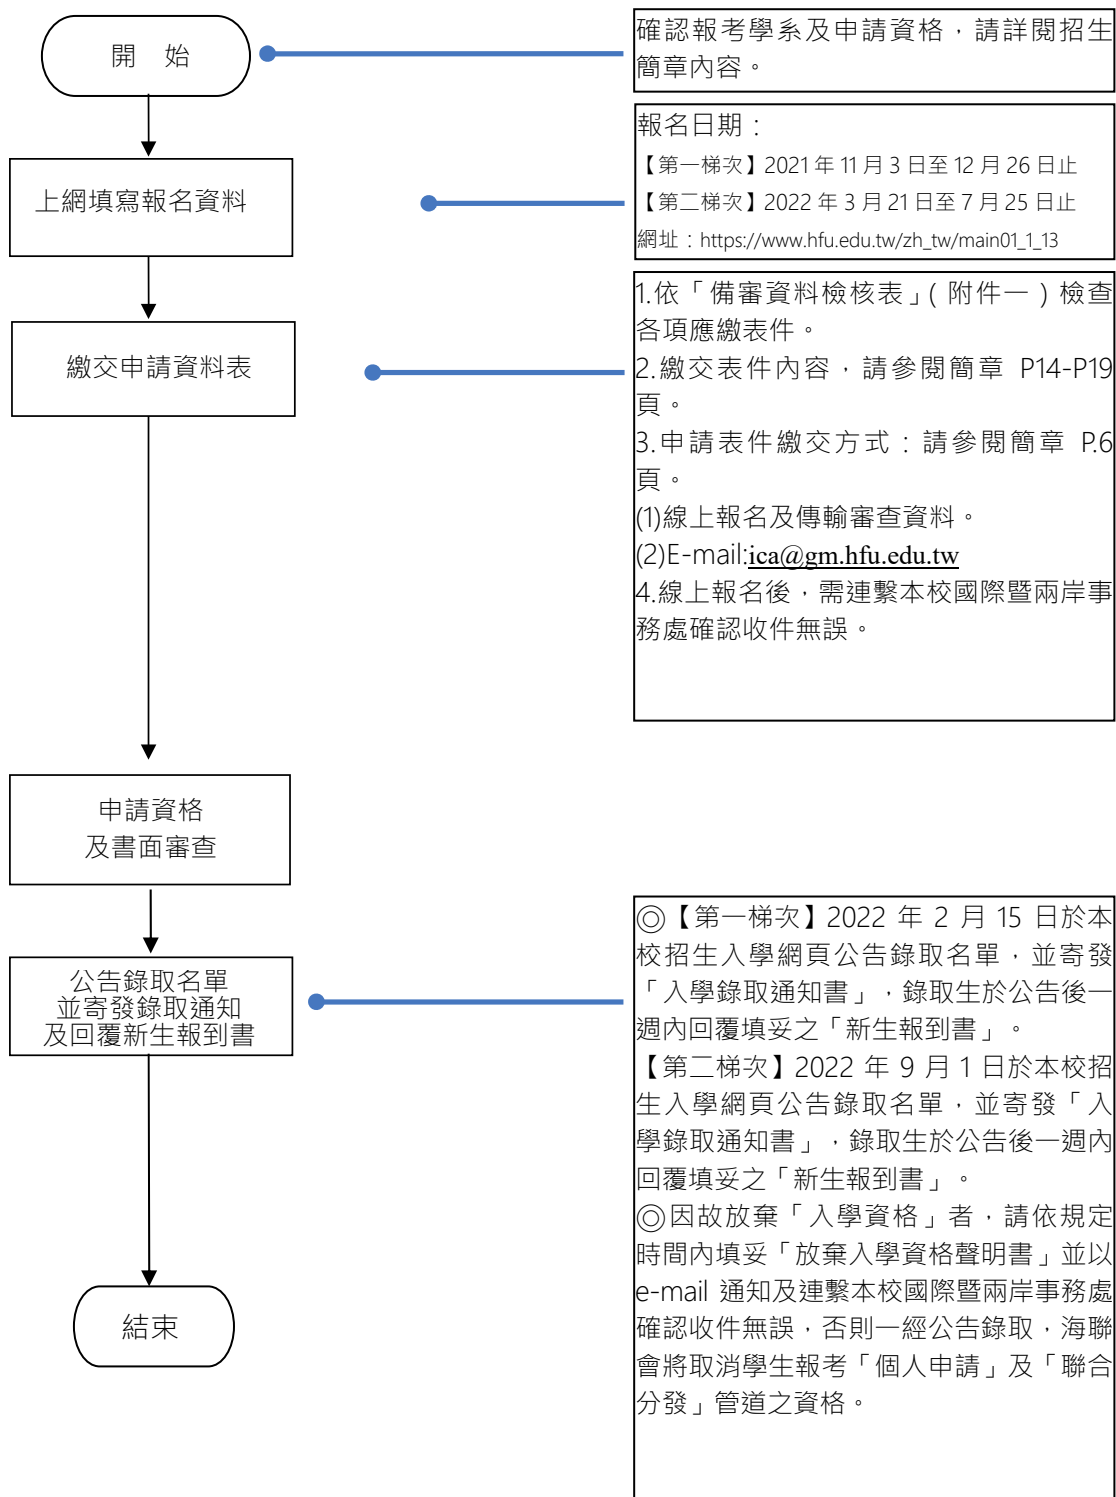 開　始
確認報考學系及申請資格，請詳閱招生
簡章內容。
上網填寫報名資料
報名日期：
【第一梯次】2021 年 11 月 3 日至 12 月 26 日止
【第二梯次】2022 年 3 月 21 日至 7 月 25 日止
網址：https://www.hfu.edu.tw/zh_tw/main01_1_13
繳交申請資料表
1.依「備審資料檢核表」(附件一)檢查
各項應繳表件。
2.繳交表件內容，請參閱簡章 P14-P19
頁。
3.申請表件繳交方式：請參閱簡章 P.6
頁。
(1)線上報名及傳輸審查資料。
(2)E-mail:ica@gm.hfu.edu.tw
4.線上報名後，需連繫本校國際暨兩岸事
務處確認收件無誤。
申請資格
及書面審查
公告錄取名單
並寄發錄取通知
及回覆新生報到書
◎【第一梯次】2022 年 2 月 15 日於本
校招生入學網頁公告錄取名單，並寄發
「入學錄取通知書」，錄取生於公告後一
週內回覆填妥之「新生報到書」。
【第二梯次】2022 年 9 月 1 日於本校招
生入學網頁公告錄取名單，並寄發「入
學錄取通知書」，錄取生於公告後一週內
回覆填妥之「新生報到書」。
◎因故放棄「入學資格」者，請依規定
時間內填妥「放棄入學資格聲明書」並以
e-mail 通知及連繫本校國際暨兩岸事務處
確認收件無誤，否則一經公告錄取，海聯
會將取消學生報考「個人申請」及「聯合
分發」管道之資格。
結束